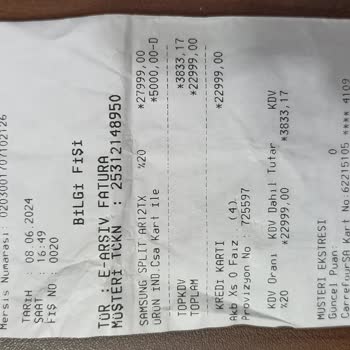 Mersis Numarası: 0203001707102126
TARİH : 08 06 2024
SAAT : 16:49
FİŞ NO : 0020
BİLGİ FİŞİ
TÜR : E-ARSIV FATURA
MÜŞTERİ TCKN : 25312148950
SAMSUNG SPLIT AR12TX %20 *27999,00
ÜRÜN IND.Csa Kart ile *5000,00-D
TOPKDV *3833,17
TOPLAM *22999,00
KREDİ KARTI *22999,00
Akb Xs 0 Faiz (4).
Provizyon No : 725597
KDV Oranı KDV Dahil Tutar KDV
%20 *22999,00 *3833,17
MÜŞTERİ EKSTRESİ
Güncel Puan: 0
CarrefourSA Kart No:62215105 **** 4109